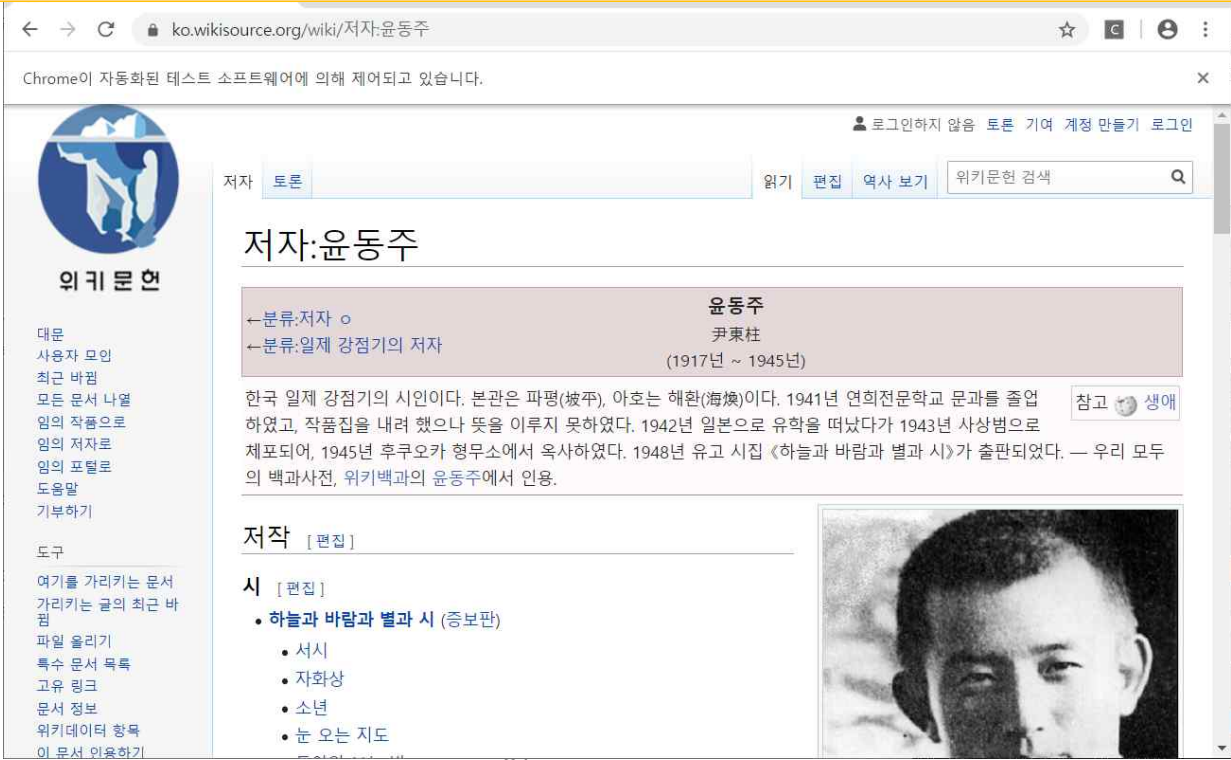 ko.wikisource.org/wiki/저자:윤동주
C
Chrome이 자동화된 테스트 소프트웨어에 의해 제어되고 있습니다.
로그인하지 않음 토론 기여 계정 만들기 로그인
저자 토론 읽기 편집 역사 보기 위키문헌 검색
위키문헌
대문
사용자 모임
최근 바뀜
모든 문서 나열
임의 작품으로
임의 저자로
임의 포털로
도움말
기부하기
도구
여기를 가리키는 문서
가리키는 글의 최근 바
뀜
파일 올리기
특수 문서 목록
고유 링크
문서 정보
위키데이터 항목
이 문서 인용하기
저자:윤동주
←분류:저자 ㅇ
←분류:일제 강점기의 저자
윤동주
尹東柱
(1917년 ~ 1945년)
한국 일제 강점기의 시인이다. 본관은 파평(坡平), 아호는 해환(海煥)이다. 1941년 연희전문학교 문과를 졸업
하였고, 작품집을 내려 했으나 뜻을 이루지 못하였다. 1942년 일본으로 유학을 떠났다가 1943년 사상범으로
체포되어, 1945년 후쿠오카 형무소에서 옥사하였다. 1948년 유고 시집 《하늘과 바람과 별과 시》가 출판되었다. — 우리 모두
의 백과사전, 위키백과의 윤동주에서 인용.
참고 생애
저작 [편집]
시 [편집]
• 하늘과 바람과 별과 시 (증보판)
• 서시
• 자화상
• 소년
• 눈 오는 지도